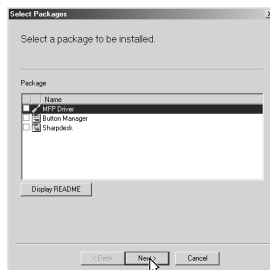 Select Packages
Select a package to be installed.
Package
Name
MFP Driver
Button Manager
Sharpdesk
Display README
< Back
Next >
Cancel